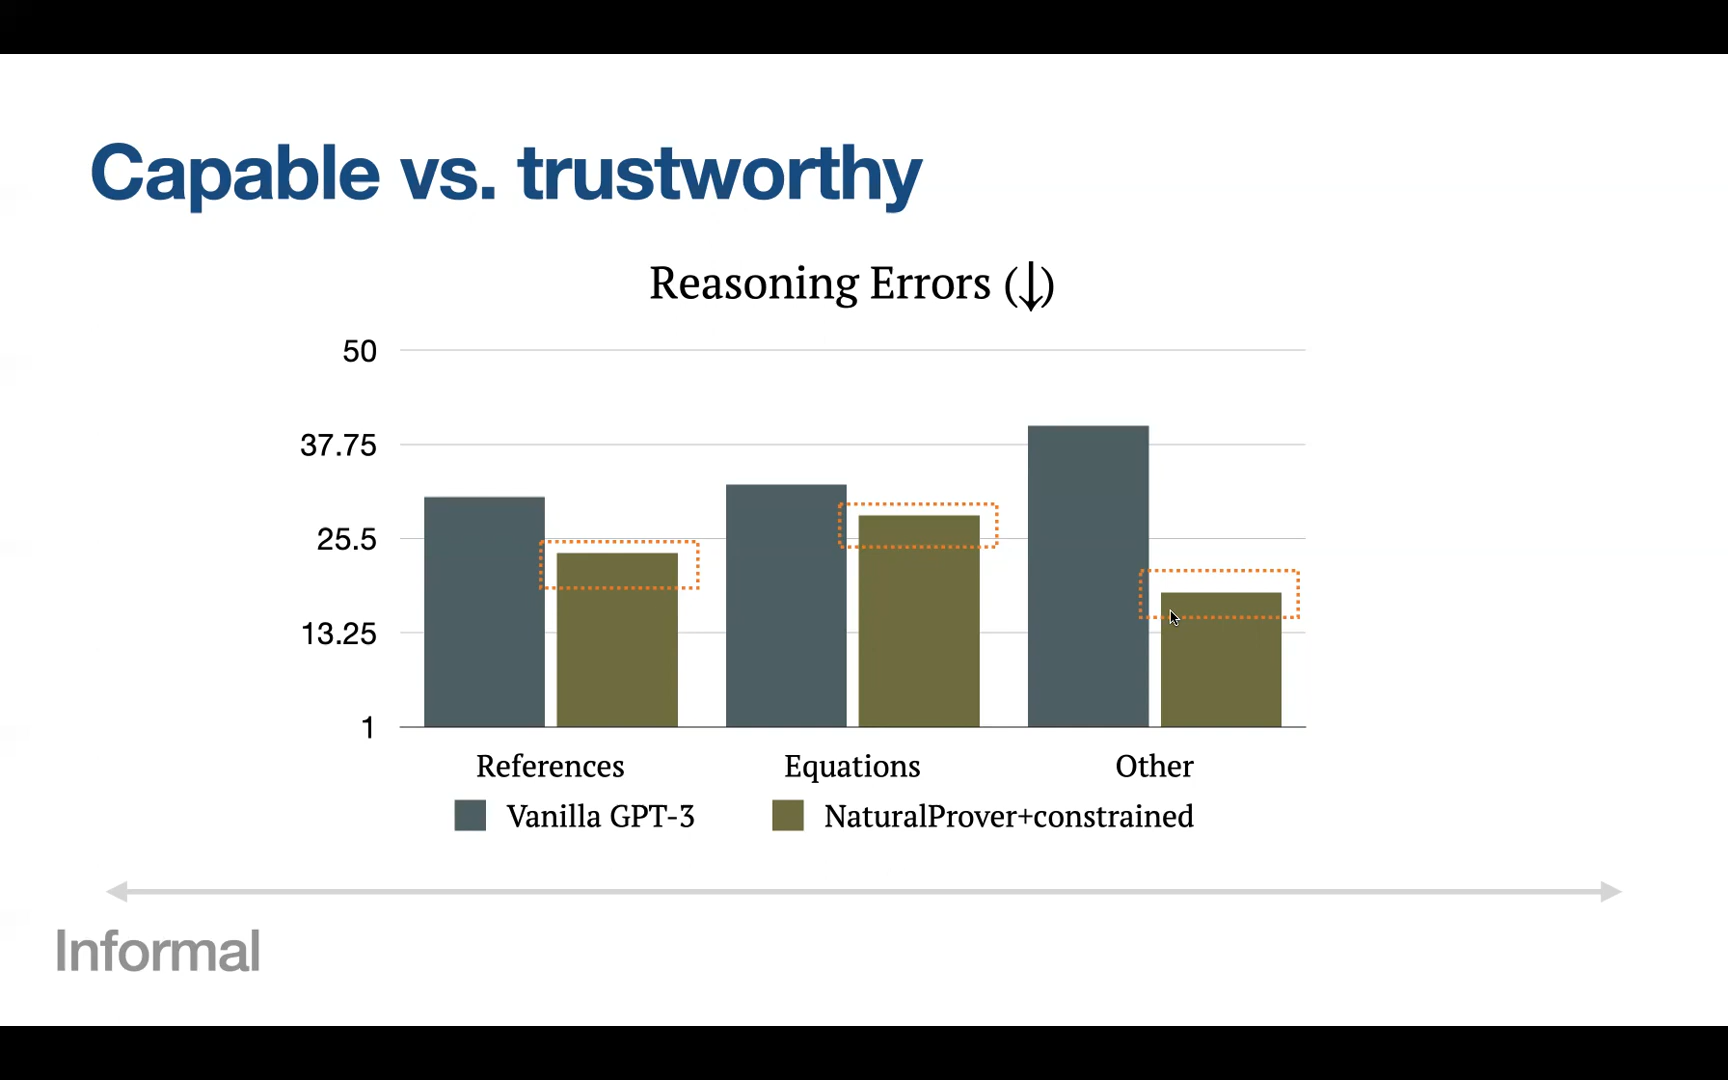 Capable vs. trustworthy
Reasoning Errors (↓)
50
37.75
25.5
13.25
1
References Equations Other
Vanilla GPT-3 NaturalProver+constrained
Informal